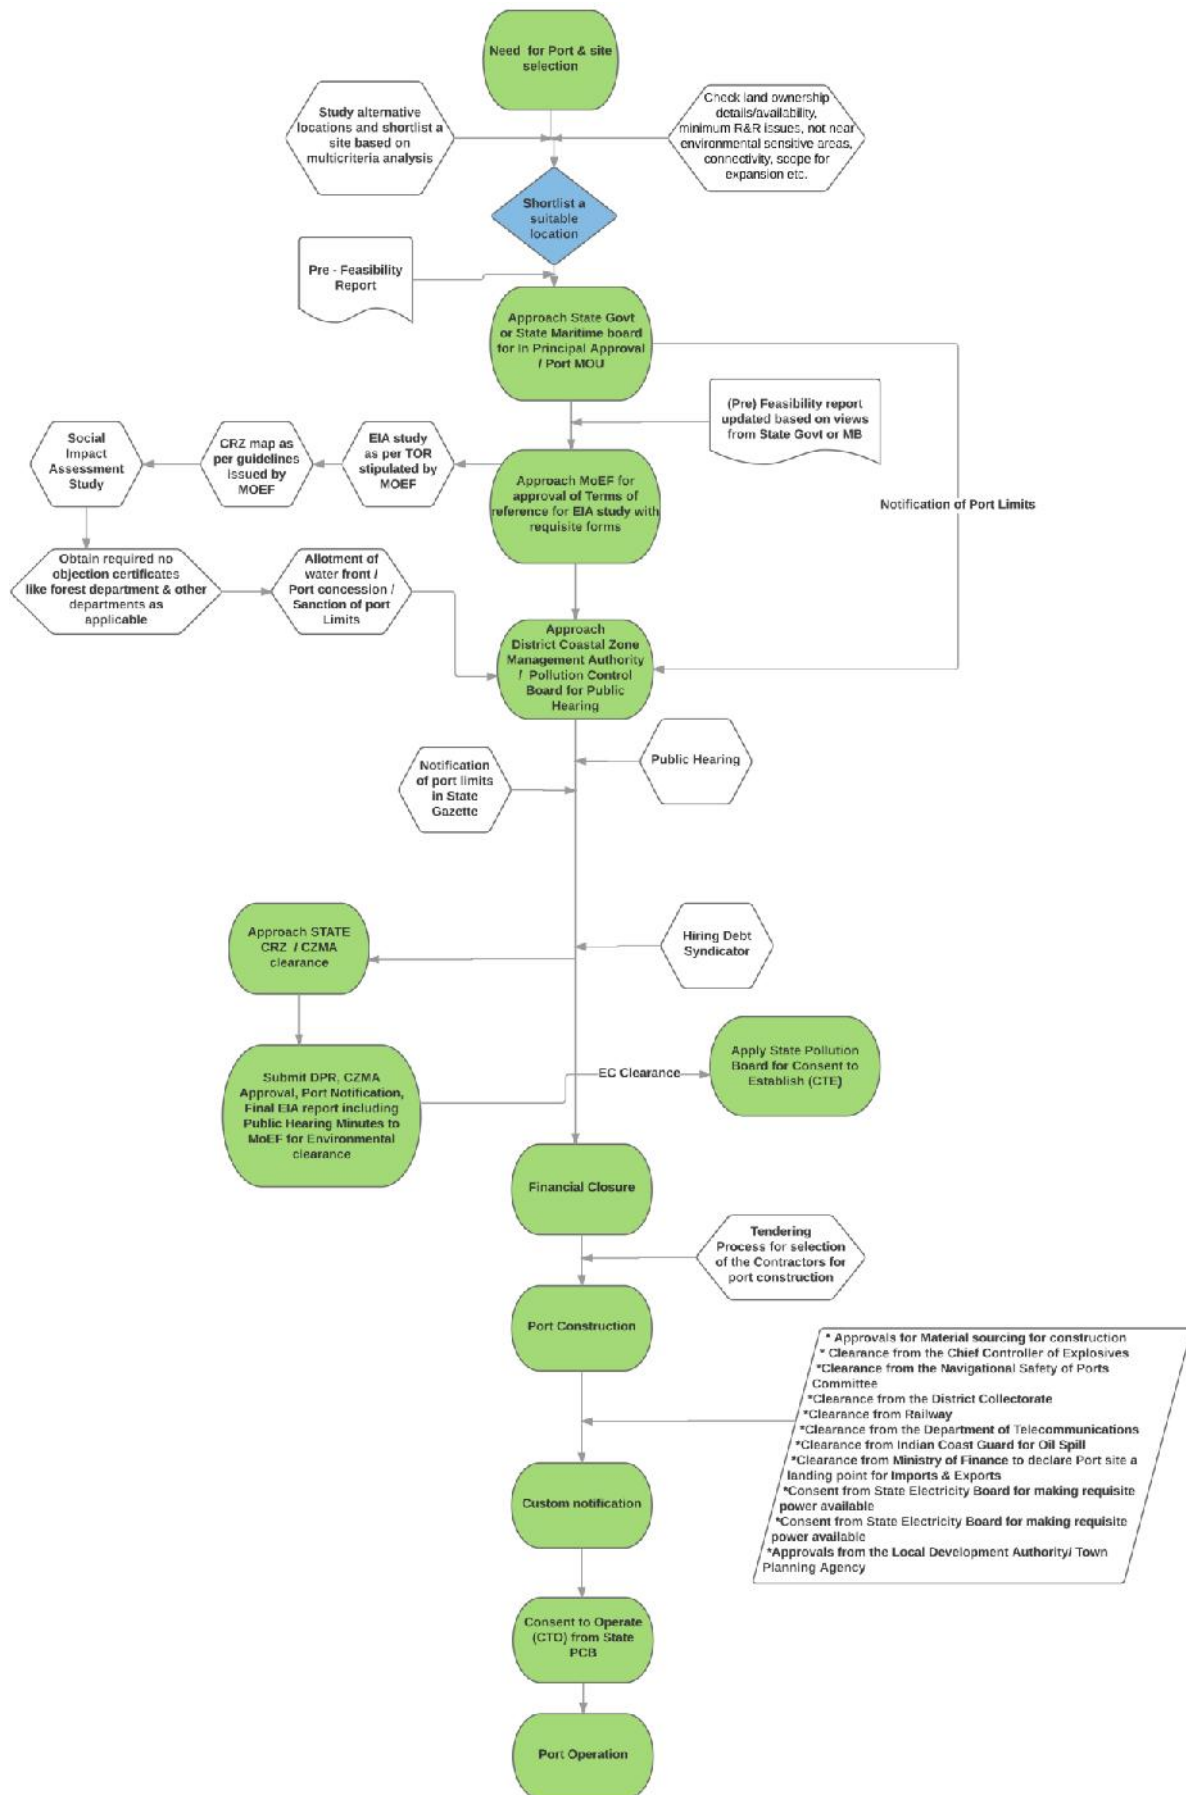 Need for Port & site
selection
Study alternative
locations and shortlist a
site based on
multicriteria analysis
Check land ownership
details/availability,
minimum R&R issues, not near
environmental sensitive areas,
connectivity, scope for
expansion etc.
Shortlist a
suitable
location
Pre - Feasibility
Report
Approach State Govt
or State Maritime board
for In Principal Approval
/ Port MOU
(Pre) Feasibility report
updated based on views
from State Govt or MB
Social
Impact
Assessment
Study
CRZ map as
per guidelines
issued by
MOEF
EIA study
as per TOR
stipulated by
MOEF
Approach MoEF for
approval of Terms of
reference for EIA study with
requisite forms
Notification of Port Limits
Obtain required no
objection certificates
like forest department & other
departments as
applicable
Allotment of
water front /
Port concession /
Sanction of port
Limits
Approach
District Coastal Zone
Management Authority
/ Pollution Control
Board for Public
Hearing
Public Hearing
Notification
of port limits
in State
Gazette
Approach STATE
CRZ / CZMA
clearance
Hiring Debt
Syndicator
Submit DPR, CZMA
Approval, Port Notification,
Final EIA report including
Public Hearing Minutes to
MoEF for Environmental
clearance
EC Clearance
Apply State Pollution
Board for Consent to
Establish (CTE)
Financial Closure
Tendering
Process for selection
of the Contractors for
port construction
Port Construction
* Approvals for Material sourcing for construction
* Clearance from the Chief Controller of Explosives
*Clearance from the Navigational Safety of Ports
Committee
*Clearance from the District Collectorate
*Clearance from Railway
*Clearance from the Department of Telecommunications
*Clearance from Indian Coast Guard for Oil Spill
*Clearance from Ministry of Finance to declare Port site a
landing point for Imports & Exports
*Consent from State Electricity Board for making requisite
power available
*Consent from State Electricity Board for making requisite
power available
*Approvals from the Local Development Authority/ Town
Planning Agency
Custom notification
Consent to Operate
(CTO) from State
PCB
Port Operation